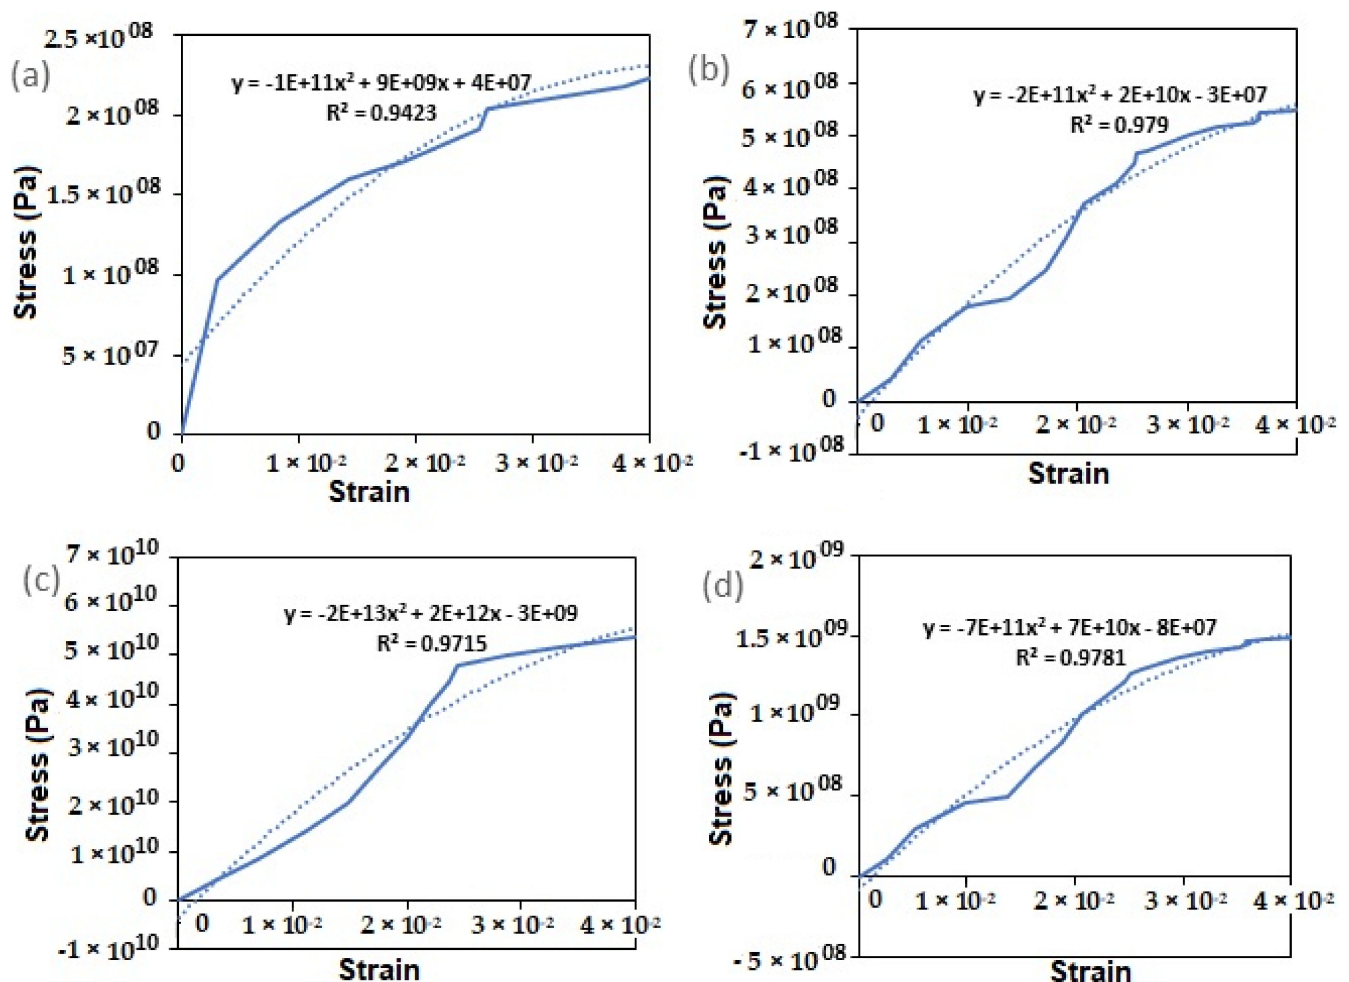 (a)
y = -1E+11x² + 9E+09x + 4E+07
R² = 0.9423
2.5 ×10⁰⁸
2 × 10⁰⁸
1.5 × 10⁰⁸
1 × 10⁰⁸
5 × 10⁰⁷
0
Stress (Pa)
0 1 × 10⁻² 2 × 10⁻² 3 × 10⁻² 4 × 10⁻²
Strain
(b)
y = -2E+11x² + 2E+10x - 3E+07
R² = 0.979
7 × 10⁰⁸
6 × 10⁰⁸
5 × 10⁰⁸
4 × 10⁰⁸
3 × 10⁰⁸
2 × 10⁰⁸
1 × 10⁰⁸
0
-1 × 10⁰⁸
Stress (Pa)
0 1 × 10⁻² 2 × 10⁻² 3 × 10⁻² 4 × 10⁻²
Strain
(c)
y = -2E+13x² + 2E+12x - 3E+09
R² = 0.9715
7 × 10¹⁰
6 × 10¹⁰
5 × 10¹⁰
4 × 10¹⁰
3 × 10¹⁰
2 × 10¹⁰
1 × 10¹⁰
0
-1 × 10¹⁰
Stress (Pa)
0 1 × 10⁻² 2 × 10⁻² 3 × 10⁻² 4 × 10⁻²
Strain
(d)
y = -7E+11x² + 7E+10x - 8E+07
R² = 0.9781
2 × 10⁰⁹
1.5 × 10⁰⁹
1 × 10⁰⁹
5 × 10⁰⁸
0
- 5 × 10⁰⁸
Stress (Pa)
0 1 × 10⁻² 2 × 10⁻² 3 × 10⁻² 4 × 10⁻²
Strain